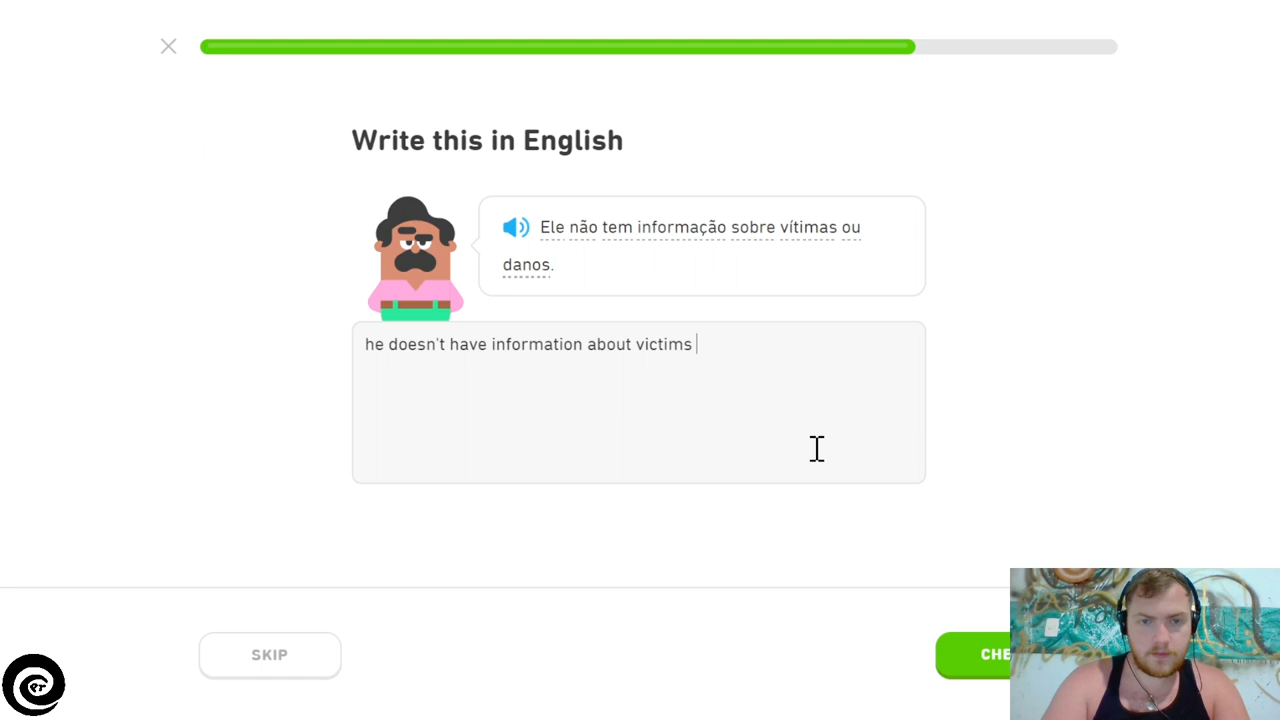 Write this in English
Ele não tem informação sobre vítimas ou
danos.
he doesn't have information about victims
SKIP
CHE